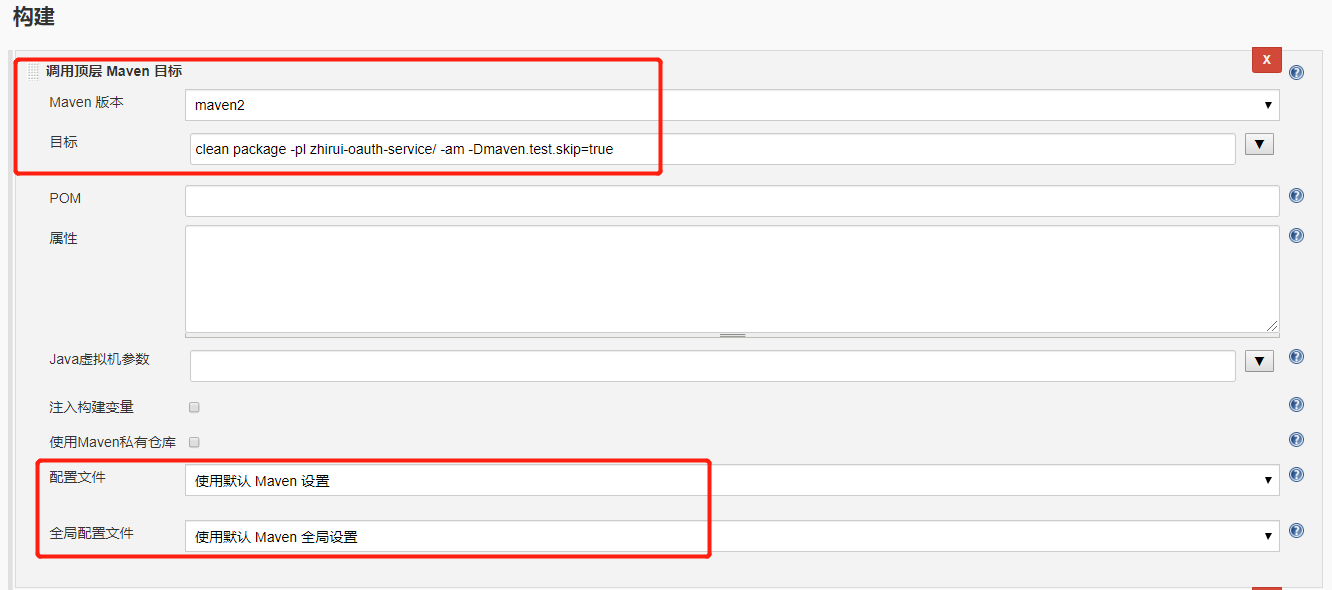 构建
调用顶层 Maven 目标
X
Maven 版本
maven2
目标
clean package -pl zhirui-oauth-service/ -am -Dmaven.test.skip=true
POM
属性
Java虚拟机参数
注入构建变量
使用Maven私有仓库
配置文件
使用默认 Maven 设置
全局配置文件
使用默认 Maven 全局设置